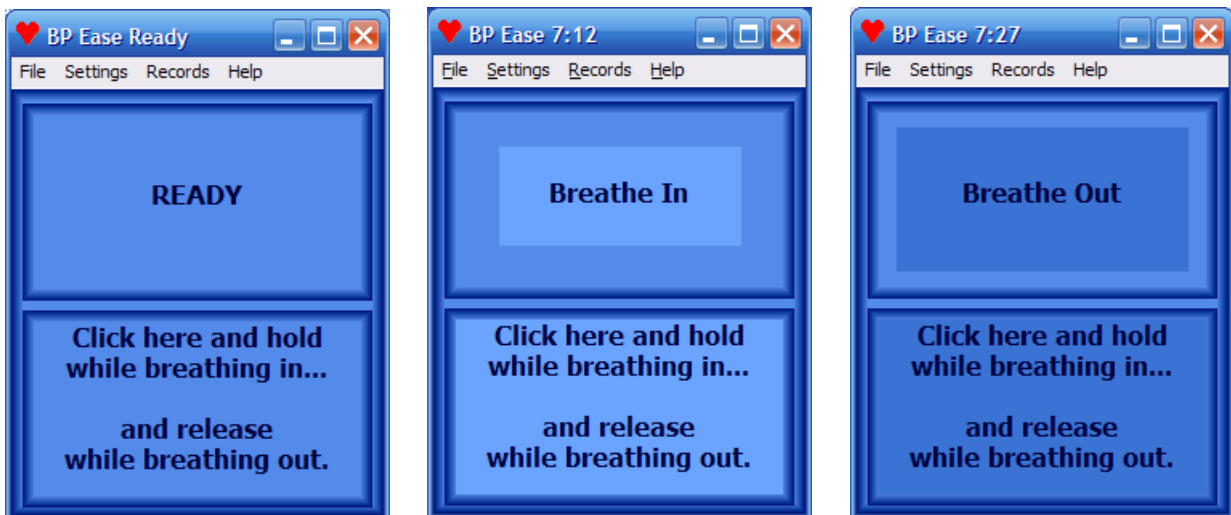 BP Ease Ready
File Settings Records Help
READY
Click here and hold
while breathing in...
and release
while breathing out.
BP Ease 7:12
File Settings Records Help
Breathe In
Click here and hold
while breathing in...
and release
while breathing out.
BP Ease 7:27
File Settings Records Help
Breathe Out
Click here and hold
while breathing in...
and release
while breathing out.